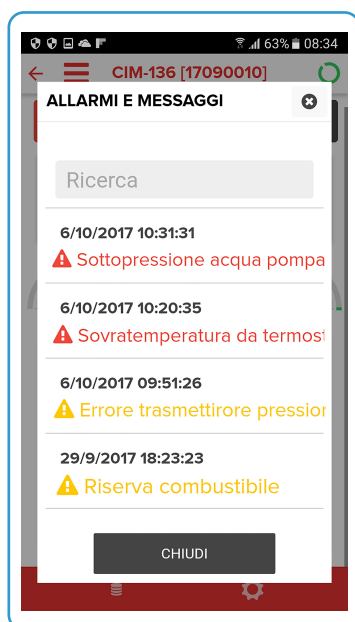 63% 08:34
CIM-136 [17090010]
ALLARMI E MESSAGGI
Ricerca
6/10/2017 10:31:31
Sottopressione acqua pompa
6/10/2017 10:20:35
Sovratemperatura da termost
6/10/2017 09:51:26
Errore trasmettirore pression
29/9/2017 18:23:23
Riserva combustibile
CHIUDI